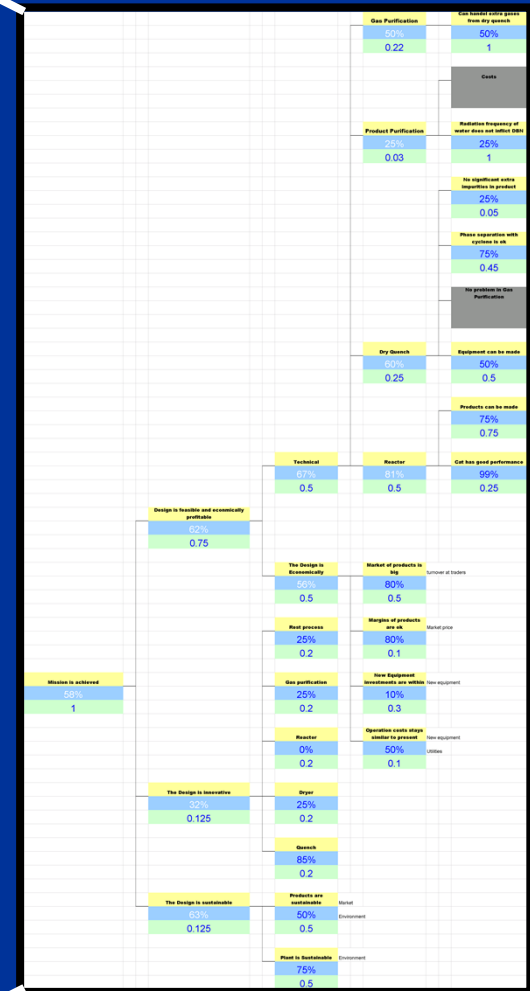 Can handel extra gases
from dry quench
50%
1
Gas Purification
50%
0.22
Costs
Product Purification
25%
0.03
Radiation frequency of
water does not inflict OBN
25%
1
No significant extra
impurities in product
25%
0.05
Phase separation with
cyclone is ok
75%
0.45
No problem in Gas
Purification
Dry Quench
60%
0.25
Equipment can be made
50%
0.5
Products can be made
75%
0.75
Technical
67%
0.5
Reactor
81%
0.5
Cat has good performance
99%
0.25
Design is feasible and econmically
profitable
62%
0.75
The Design is
Economically
56%
0.5
Market of products is
big
80%
0.5
turnover at traders
Rest process
25%
0.2
Margins of products
are ok
80%
0.1
Market price
Mission is achieved
58%
1
Gas purification
25%
0.2
New Equipment
investments are within
10%
0.3
New equipment
Reactor
0%
0.2
Operation costs stays
similar to present
50%
0.1
New equipment
Utilities
The Design is innovative
32%
0.125
Dryer
25%
0.2
Quench
85%
0.2
The Design is sustainable
63%
0.125
Products are
sustainable
50%
0.5
Market
Environment
Plant is Sustainable
75%
0.5
Environment